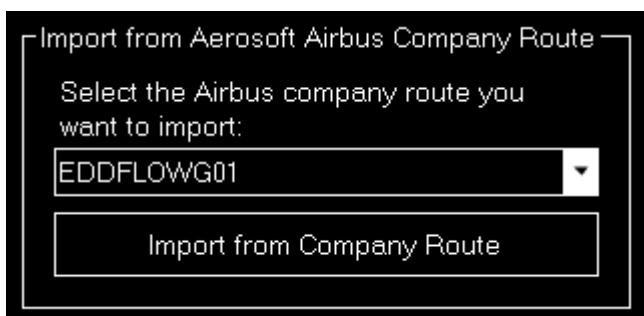 Import from Aerosoft Airbus Company Route
Select the Airbus company route you
want to import:
EDDFLOWG01
Import from Company Route